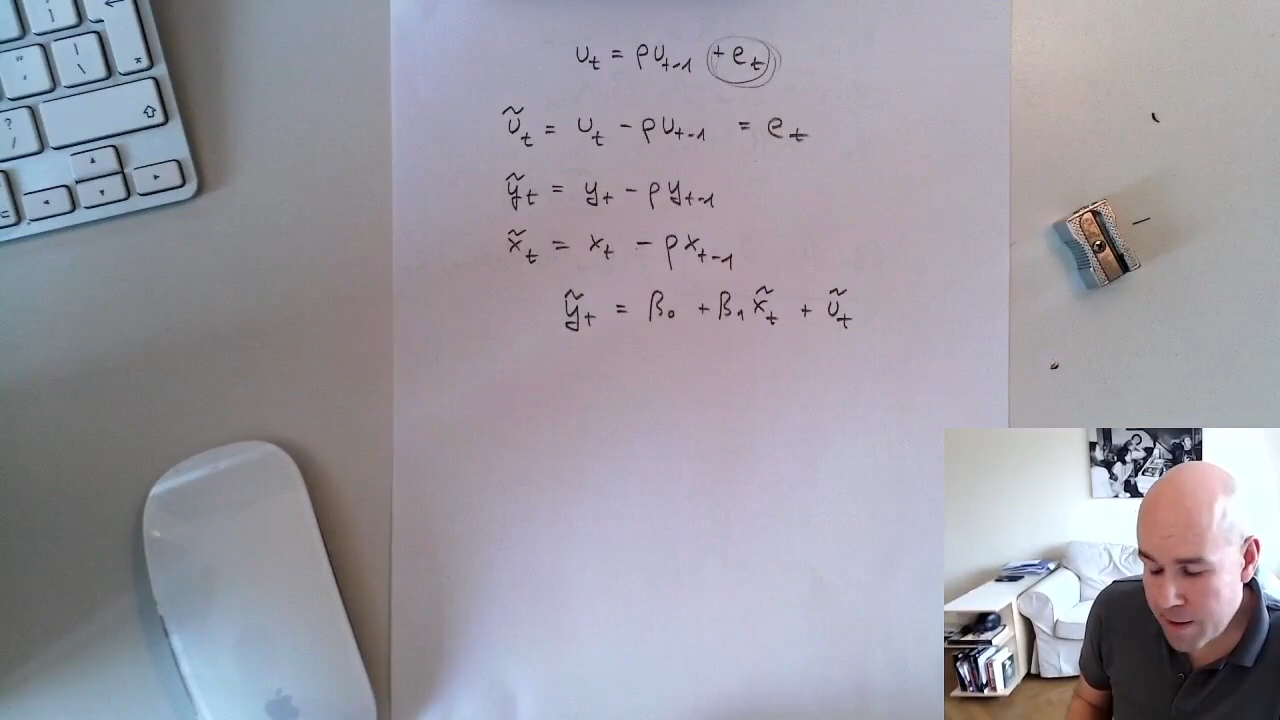 u_t = ρu_{t-1} + e_t
ũ_t = u_t - ρu_{t-1} = e_t
ỹ_t = y_t - ρy_{t-1}
x̃_t = x_t - ρx_{t-1}
ỹ_t = β_0 + β_1 x̃_t + ũ_t